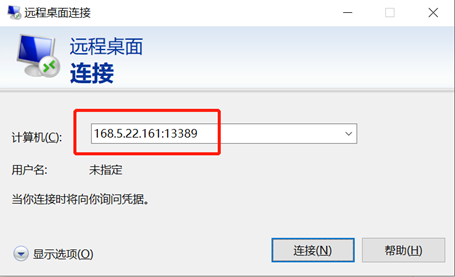 远程桌面连接
远程桌面
连接
计算机(C): 168.5.22.161:13389
用户名: 未指定
当你连接时将向你询问凭据。
显示选项(O) 连接(N) 帮助(H)